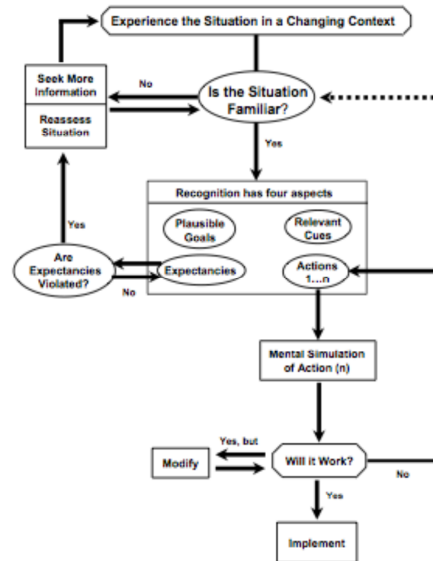 Experience the Situation in a Changing Context
Seek More
Information
Reassess
Situation
No
Is the Situation
Familiar?
Yes
Recognition has four aspects
Plausible
Goals
Relevant
Cues
Yes
Are
Expectancies
Violated?
Expectancies
Actions
1...n
No
Mental Simulation
of Action (n)
Yes, but
Modify
Will it Work?
No
Yes
Implement